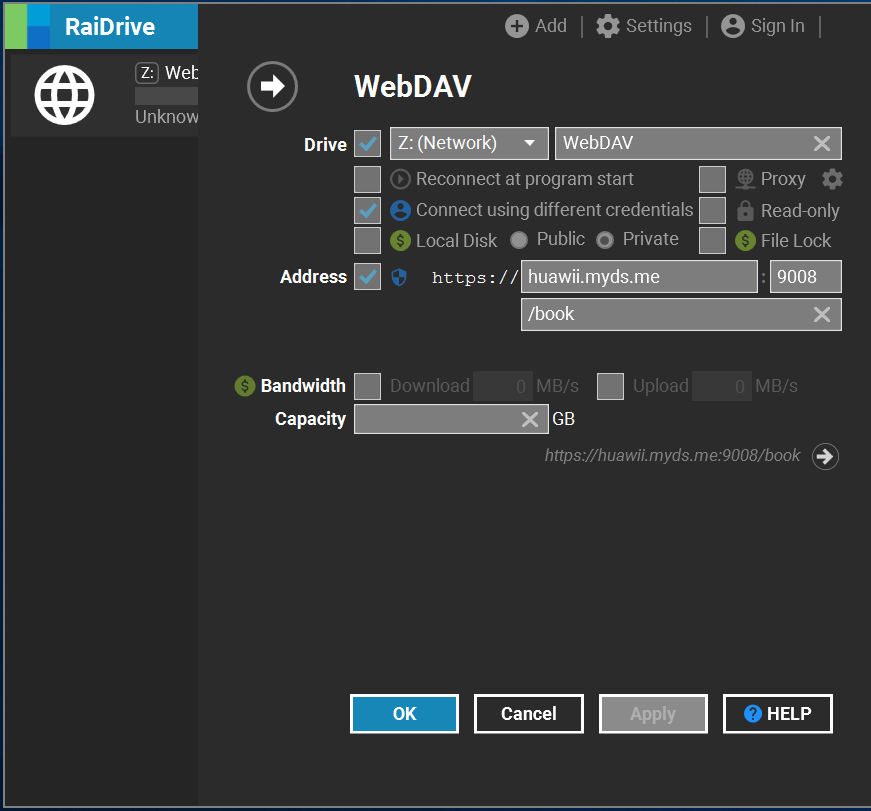 RaiDrive
Add | Settings | Sign In |
Z: Web
Unknow
WebDAV
Drive Z: (Network) WebDAV
Reconnect at program start Proxy
Connect using different credentials Read-only
$ Local Disk Public Private $ File Lock
Address https:// huawii.myds.me : 9008
/book
$ Bandwidth Download 0 MB/s Upload 0 MB/s
Capacity GB
https://huawii.myds.me:9008/book
OK Cancel Apply ? HELP